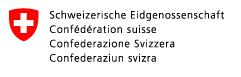 Schweizerische Eidgenossenschaft
Confédération suisse
Confederazione Svizzera
Confederaziun svizra